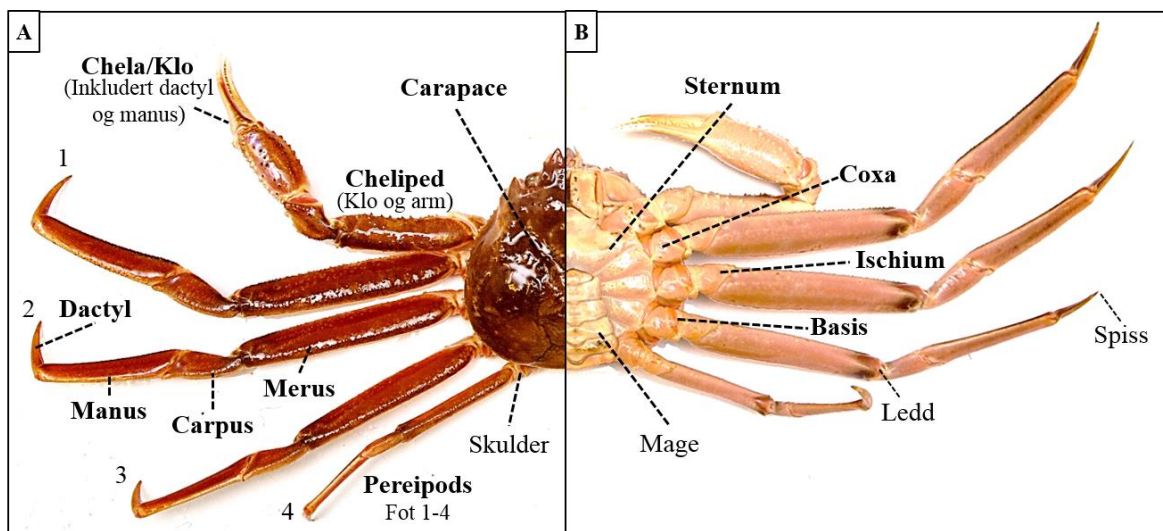 A
Chela/Klo
(Inkludert dactyl
og manus)
Carapace
1
Cheliped
(Klo og arm)
2
Dactyl
Manus
Carpus
Merus
Skulder
3
4
Pereipods
Fot 1-4
B
Sternum
Coxa
Ischium
Basis
Spiss
Ledd
Mage